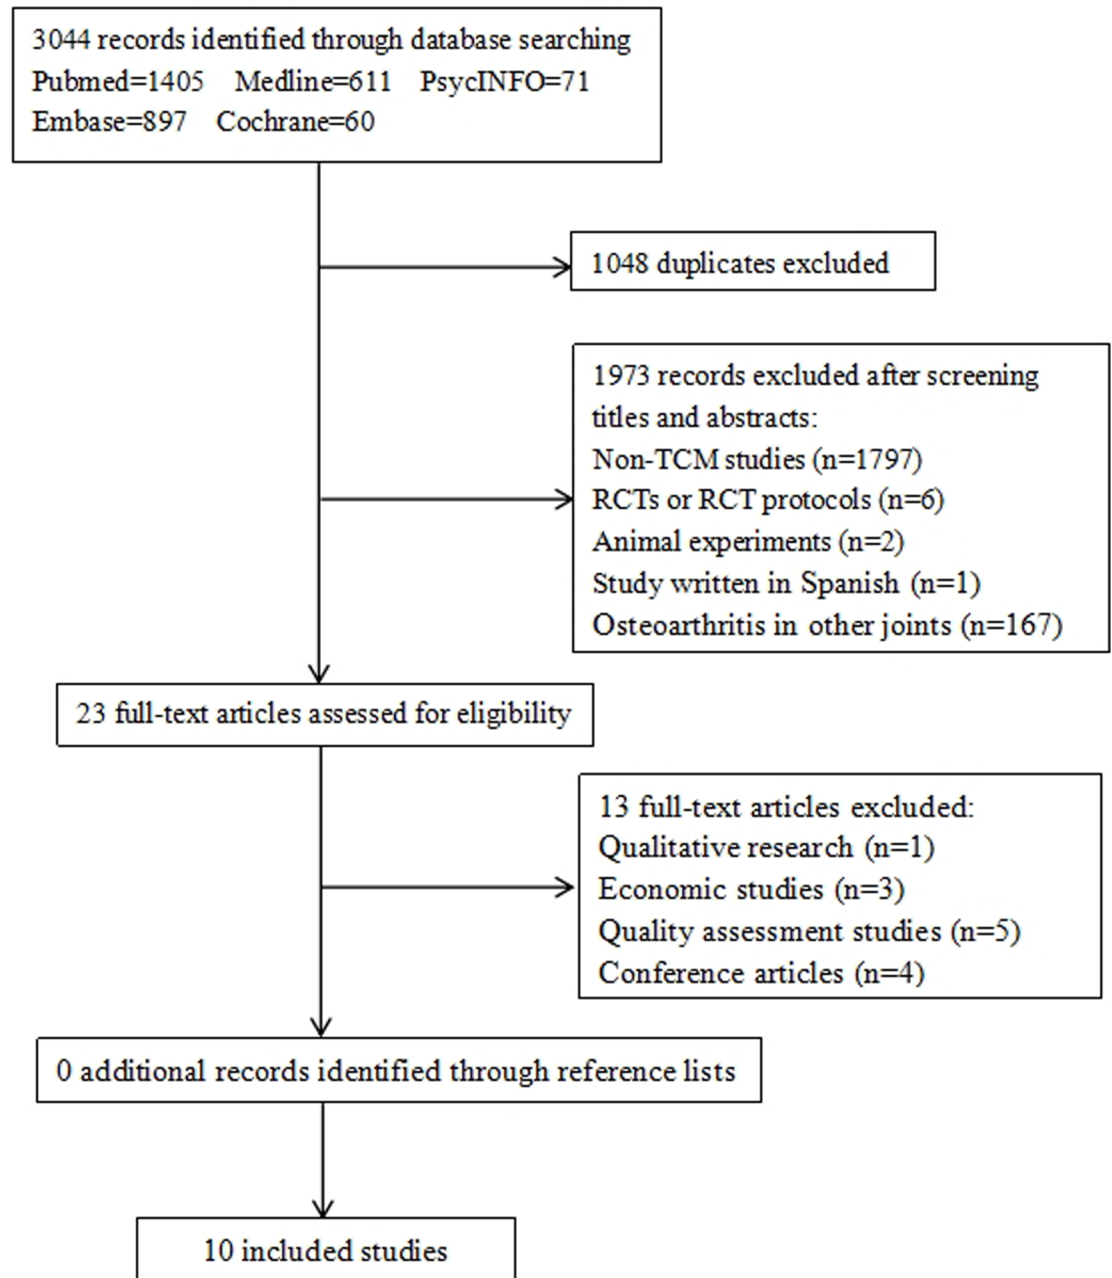 3044 records identified through database searching
Pubmed=1405 Medline=611 PsycINFO=71
Embase=897 Cochrane=60
1048 duplicates excluded
1973 records excluded after screening
titles and abstracts:
Non-TCM studies (n=1797)
RCTs or RCT protocols (n=6)
Animal experiments (n=2)
Study written in Spanish (n=1)
Osteoarthritis in other joints (n=167)
23 full-text articles assessed for eligibility
13 full-text articles excluded:
Qualitative research (n=1)
Economic studies (n=3)
Quality assessment studies (n=5)
Conference articles (n=4)
0 additional records identified through reference lists
10 included studies